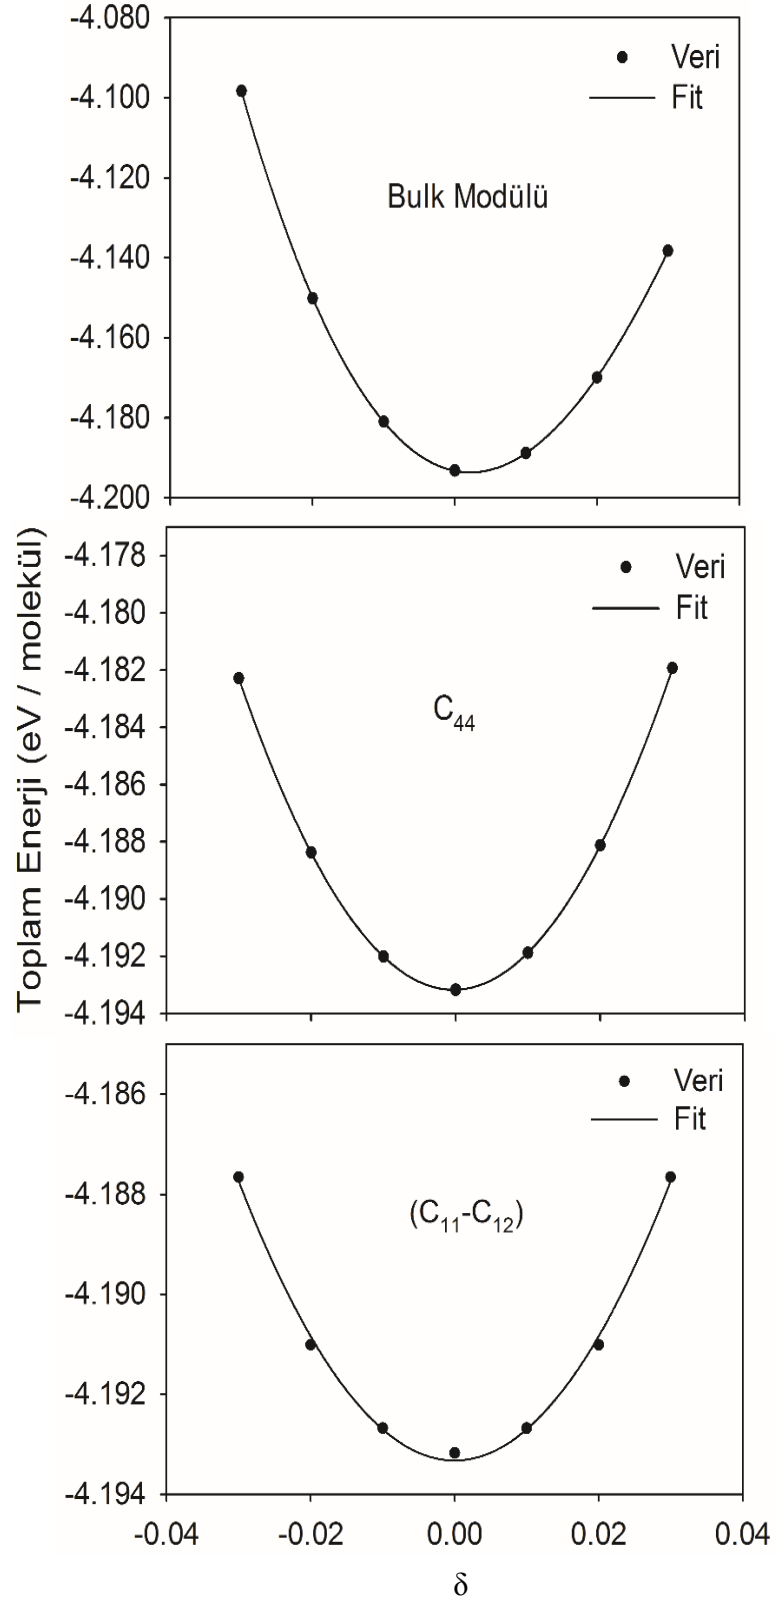 -4.080
-4.100
-4.120
-4.140
-4.160
-4.180
-4.200
Veri
Fit
Bulk Modülü
Toplam Enerji (eV / molekül)
-4.178
-4.180
-4.182
-4.184
-4.186
-4.188
-4.190
-4.192
-4.194
Veri
Fit
C₄₄
-4.186
-4.188
-4.190
-4.192
-4.194
Veri
Fit
(C₁₁-C₁₂)
-0.04 -0.02 0.00 0.02 0.04
δ